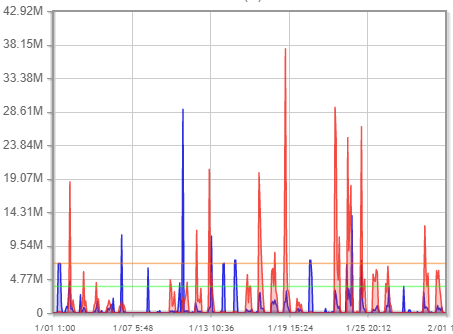 42.92M
38.15M
33.38M
28.61M
23.84M
19.07M
14.31M
9.54M
4.77M
0
1/01 1:00 1/07 5:48 1/13 10:36 1/19 15:24 1/25 20:12 2/01 1